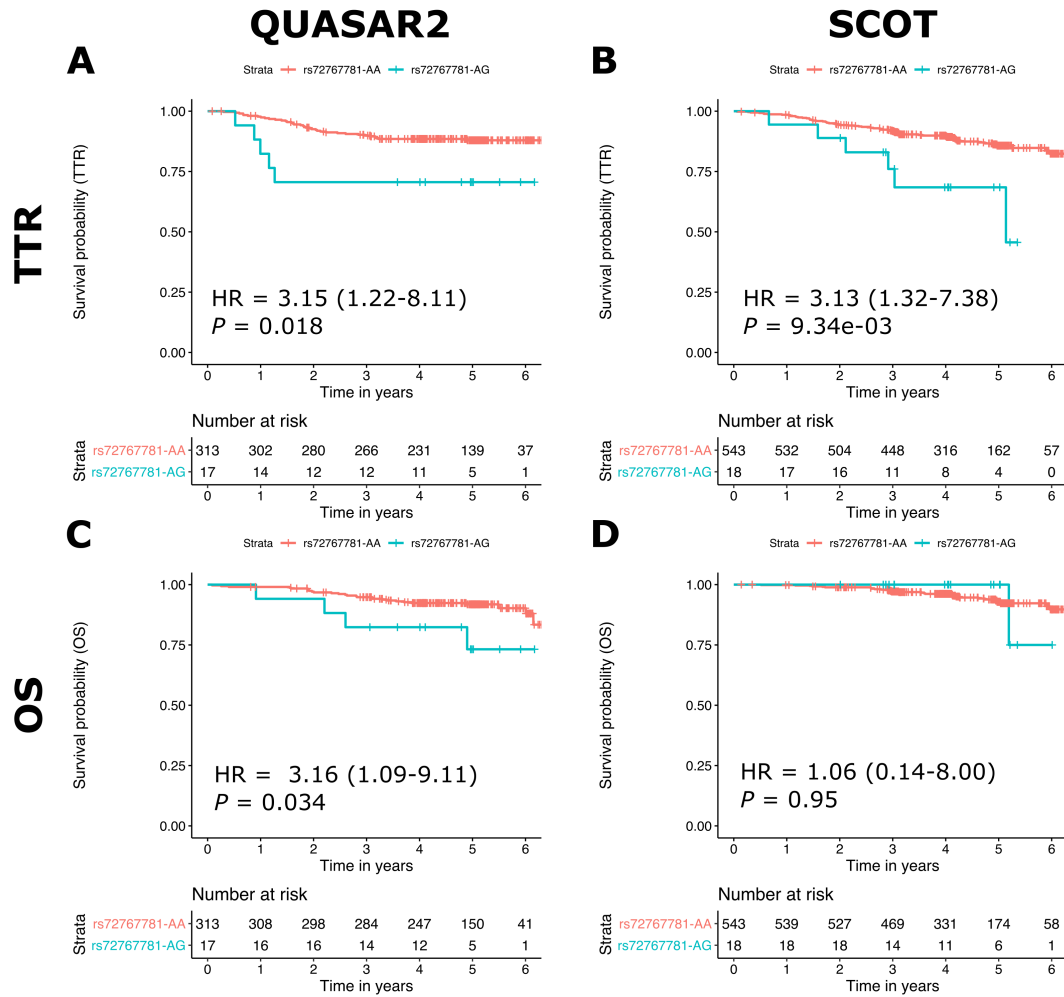 QUASAR2
SCOT
TTR
OS
A
Strata rs72767781-AA rs72767781-AG
Survival probability (TTR)
1.00
0.75
0.50
0.25
0.00
HR = 3.15 (1.22-8.11)
P = 0.018
0 1 2 3 4 5 6
Time in years
Number at risk
Strata
rs72767781-AA 313 302 280 266 231 139 37
rs72767781-AG 17 14 12 12 11 5 1
0 1 2 3 4 5 6
Time in years
B
Strata rs72767781-AA rs72767781-AG
Survival probability (TTR)
1.00
0.75
0.50
0.25
0.00
HR = 3.13 (1.32-7.38)
P = 9.34e-03
0 1 2 3 4 5 6
Time in years
Number at risk
Strata
rs72767781-AA 543 532 504 448 316 162 57
rs72767781-AG 18 17 16 11 8 4 0
0 1 2 3 4 5 6
Time in years
C
Strata rs72767781-AA rs72767781-AG
Survival probability (OS)
1.00
0.75
0.50
0.25
0.00
HR = 3.16 (1.09-9.11)
P = 0.034
0 1 2 3 4 5 6
Time in years
Number at risk
Strata
rs72767781-AA 313 308 298 284 247 150 41
rs72767781-AG 17 16 16 14 12 5 1
0 1 2 3 4 5 6
Time in years
D
Strata rs72767781-AA rs72767781-AG
Survival probability (OS)
1.00
0.75
0.50
0.25
0.00
HR = 1.06 (0.14-8.00)
P = 0.95
0 1 2 3 4 5 6
Time in years
Number at risk
Strata
rs72767781-AA 543 539 527 469 331 174 58
rs72767781-AG 18 18 18 14 11 6 1
0 1 2 3 4 5 6
Time in years